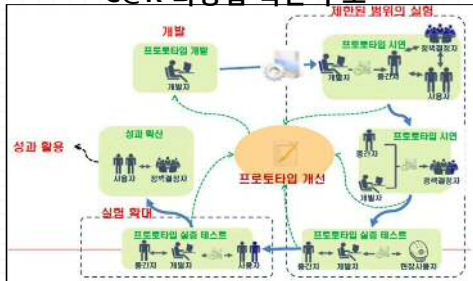 개발
프로토타입 개발
개발자
제한된 범위의 실험
프로토타입 시연
개발자
중간자
정책결정자
사용자
성과 활용
성과 확산
사용자
정책결정자
프로토타입 개선
프로토타입 시연
중간자
개발자
정책결정자
실험 확대
프로토타입 실증 테스트
중간자
개발자
사용자
프로토타입 실증 테스트
중간자
개발자
현장사용자